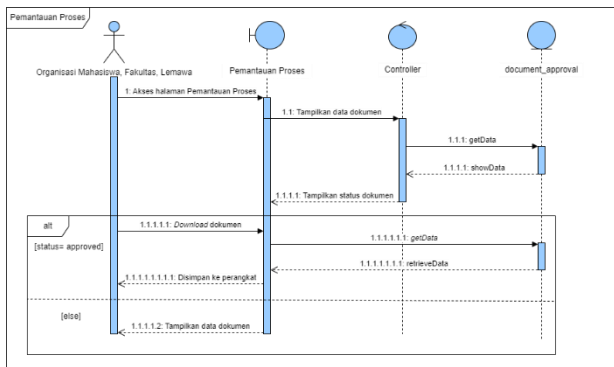 Pemantauan Proses
Organisasi Mahasiswa, Fakultas, Lemawa
Pemantauan Proses
Controller
document_approval
1: Akses halaman Pemantauan Proses
1.1: Tampilkan data dokumen
1.1.1: getData
1.1.1.1: showData
1.1.1.1: Tampilkan status dokumen
alt
[status= approved]
1.1.1.1.1: Download dokumen
1.1.1.1.1.1: getData
1.1.1.1.1.1.1: retrieveData
1.1.1.1.1.1.1.1: Disimpan ke perangkat
[else]
1.1.1.1.2: Tampilkan data dokumen